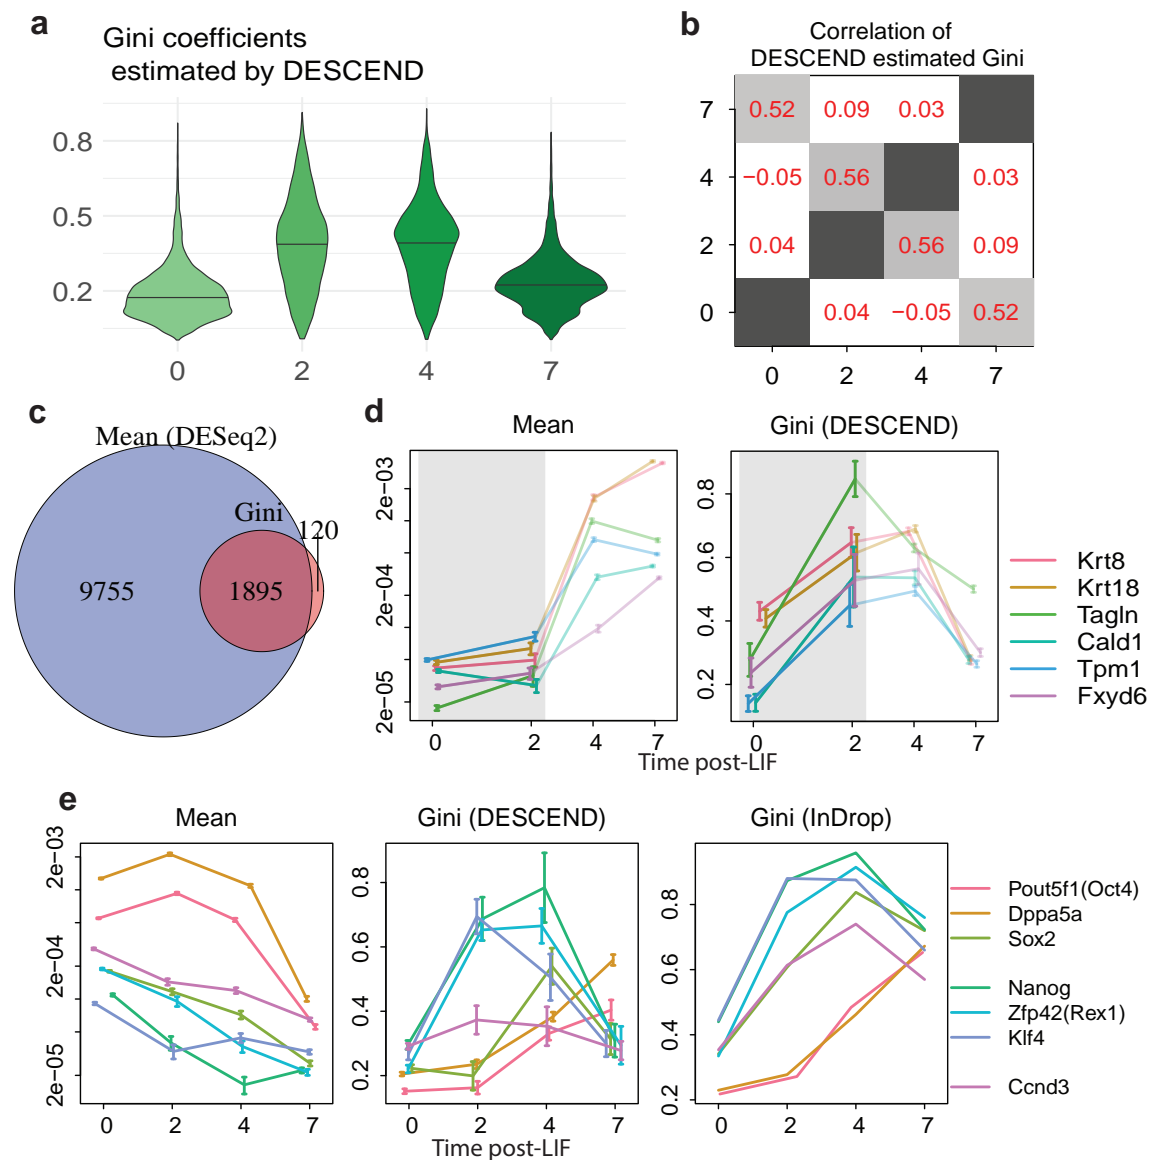 a
Gini coefficients
estimated by DESCEND
0.8
0.5
0.2
0 2 4 7
b
Correlation of
DESCEND estimated Gini
7 0.52 0.09 0.03
4 −0.05 0.56 0.03
2 0.04 0.56 0.09
0 0.04 −0.05 0.52
0 2 4 7
c
Mean (DESeq2)
Gini
120
9755 1895
d
Mean
2e−03
2e−04
2e−05
0 2 4 7
Gini (DESCEND)
0.8
0.6
0.4
0.2
0 2 4 7
Time post-LIF
Krt8
Krt18
Tagln
Cald1
Tpm1
Fxyd6
e
Mean
2e−03
2e−04
2e−05
0 2 4 7
Gini (DESCEND)
0.8
0.6
0.4
0.2
0 2 4 7
Time post-LIF
Gini (InDrop)
0.8
0.6
0.4
0.2
0 2 4 7
Pout5f1(Oct4)
Dppa5a
Sox2
Nanog
Zfp42(Rex1)
Klf4
Ccnd3